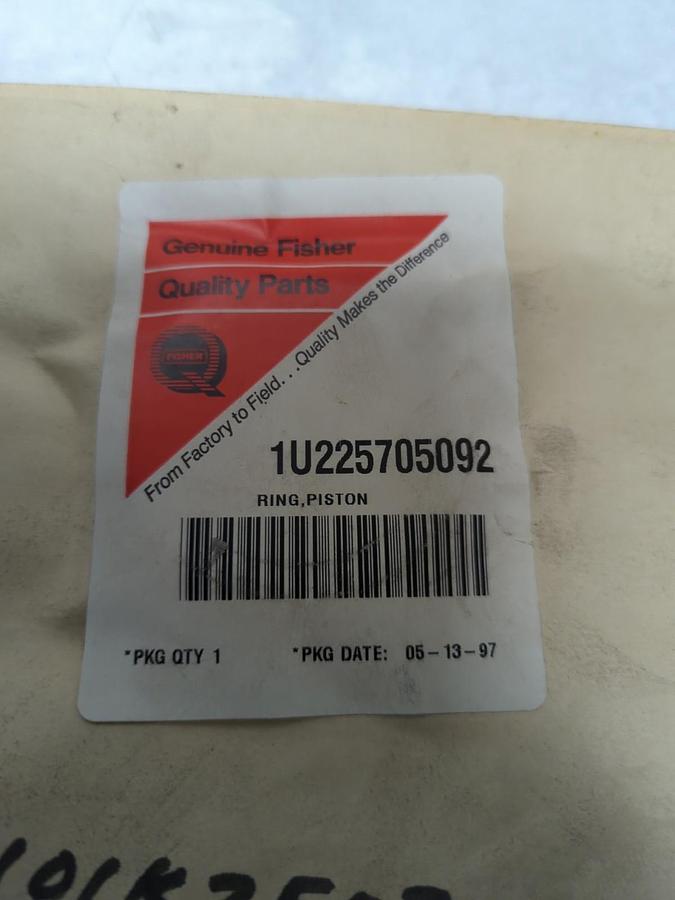 Genuine Fisher
Quality Parts
FISHER
From Factory to Field. . .Quality Makes the Difference
1U225705092
RING,PISTON
*PKG QTY 1
*PKG DATE: 05-13-97